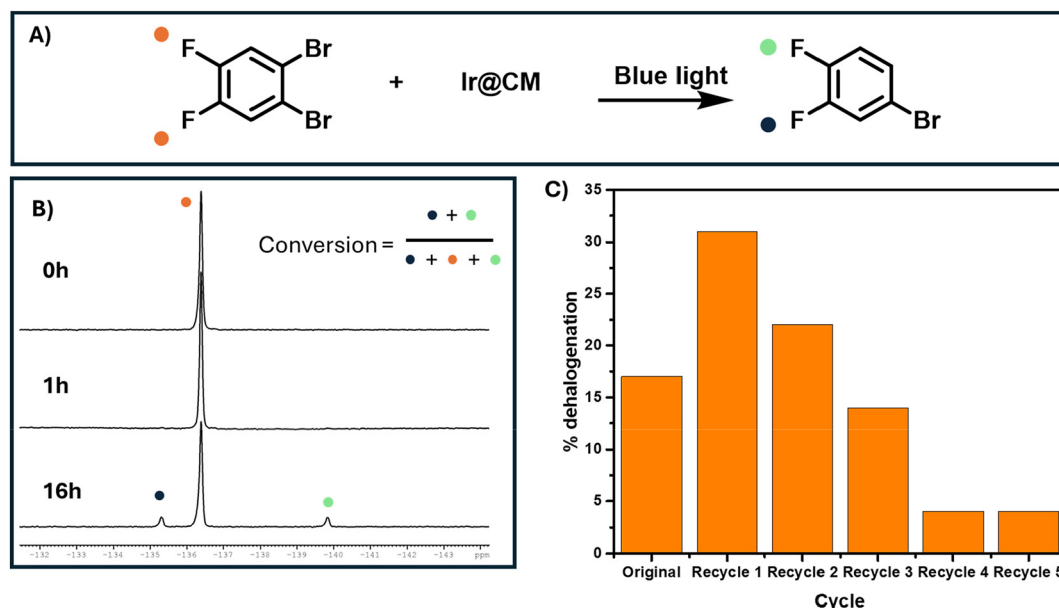 A)
F
F
Br
Br
+
Ir@CM
Blue light
F
F
Br
B)
0h
1h
16h
Conversion =
+
+ +
-132 -133 -134 -135 -136 -137 -138 -139 -140 -141 -142 -143 ppm
C)
% dehalogenation
35
30
25
20
15
10
5
0
Original Recycle 1 Recycle 2 Recycle 3 Recycle 4 Recycle 5
Cycle